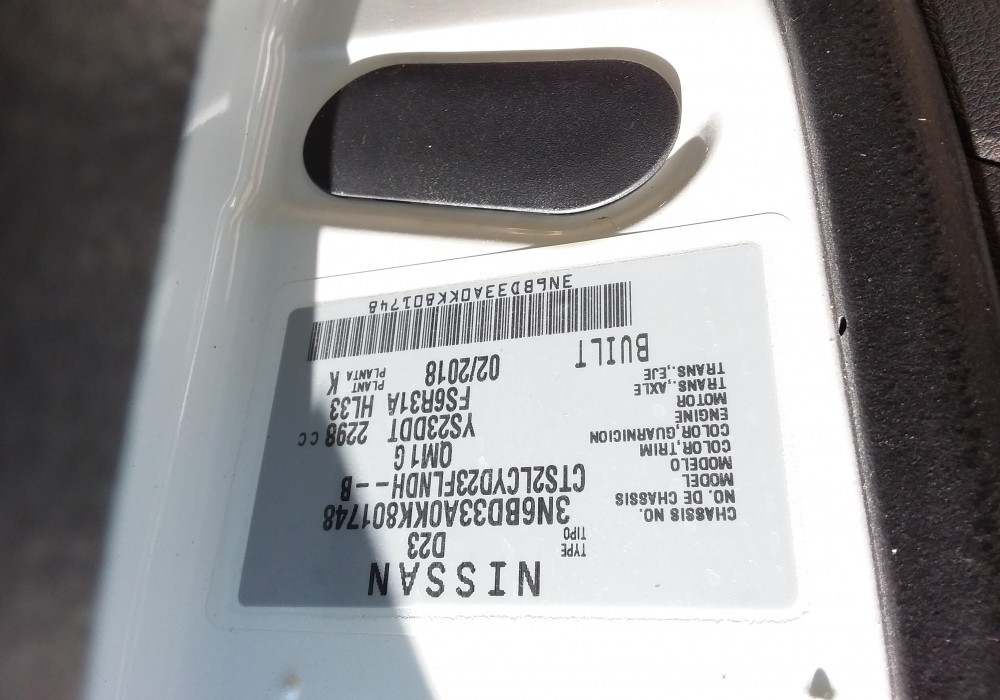 NISSAN
TYPE
TIPO D23
CHASSIS NO.
NO. DE CHASSIS 3N6BD33A0KK801748
MODEL
MODELO CTS2LCYD23FLNDH--B
COLOR,TRIM
COLOR,GUARNICION QM1 G
ENGINE
MOTOR YS23DDT 2298 CC
TRANS.,AXLE
TRANS.,EJE FS6R31A HL33
PLANT
PLANTA K
BUILT 02/2018
3N6BD33A0KK801748